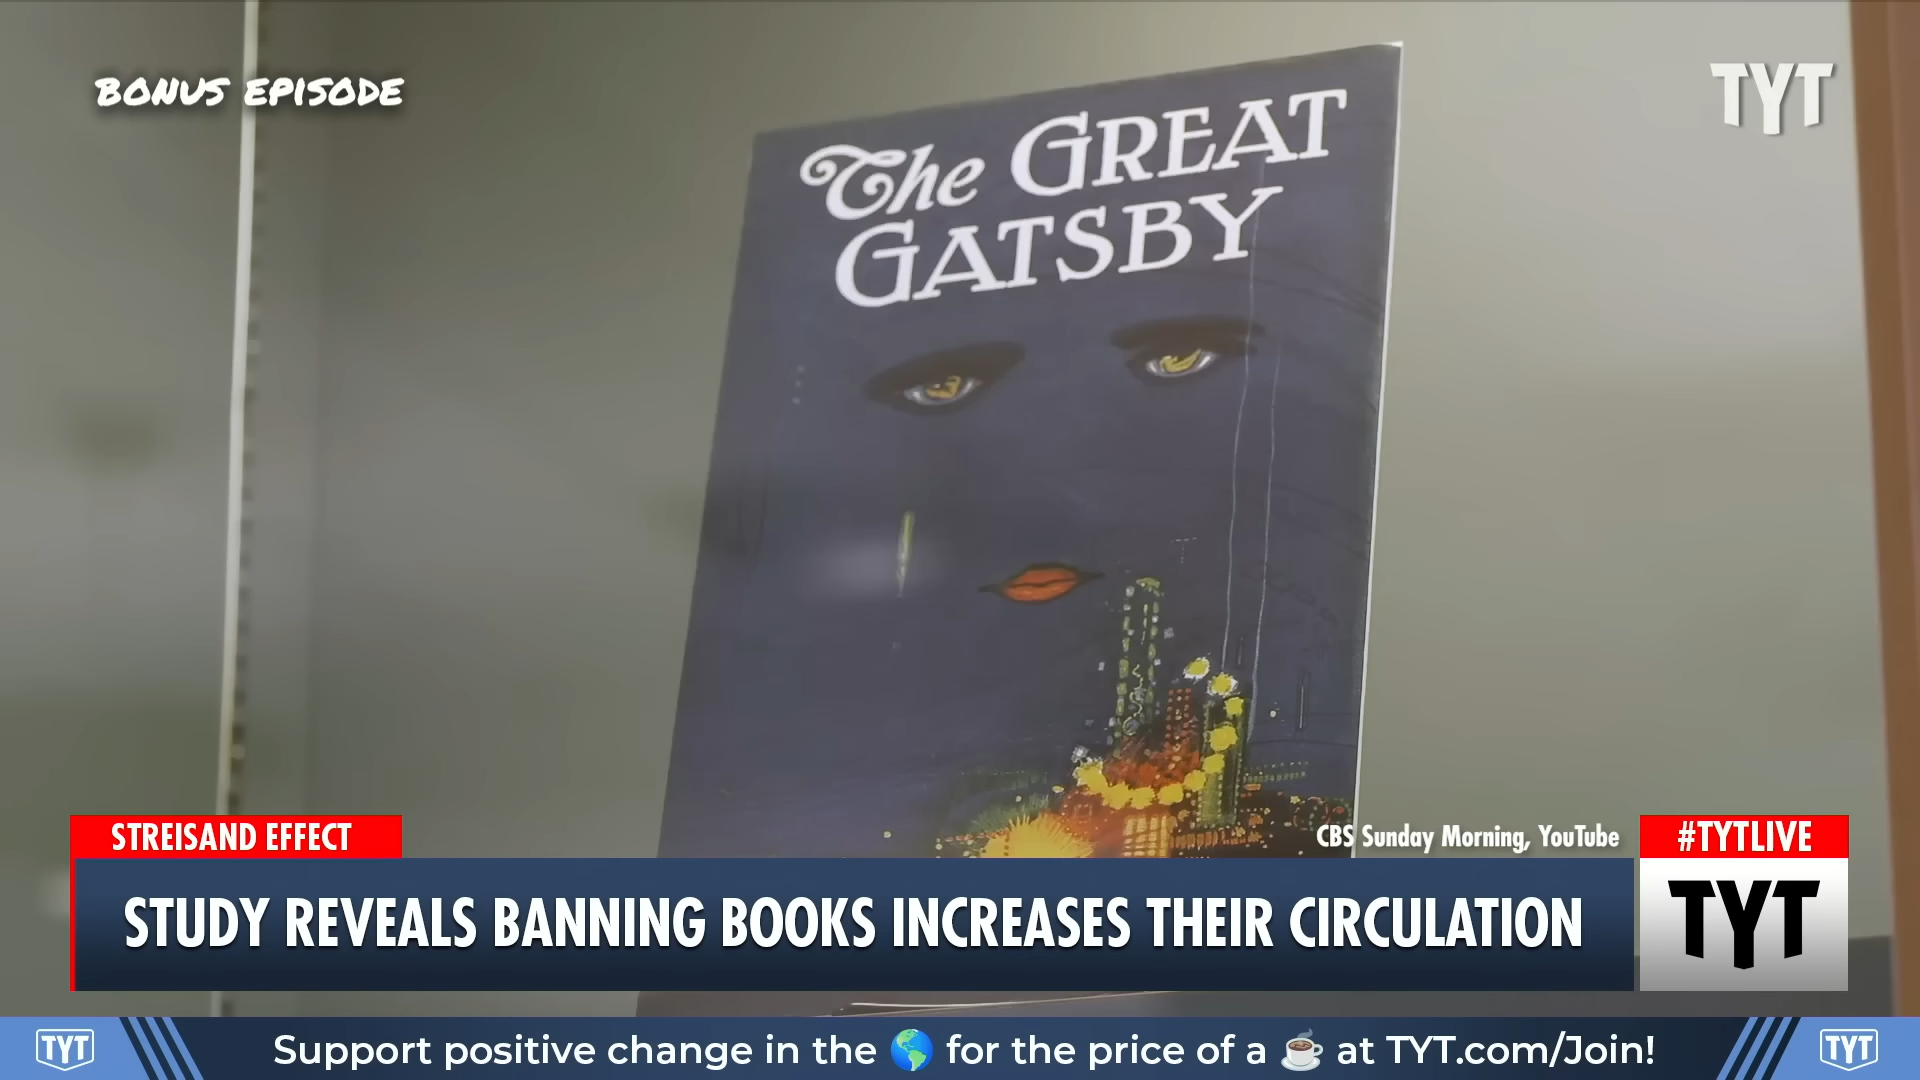 BONUS EPISODE
TYT
The GREAT
GATSBY
STREISAND EFFECT
CBS Sunday Morning, YouTube
#TYTLIVE
STUDY REVEALS BANNING BOOKS INCREASES THEIR CIRCULATION
TYT
TYT
Support positive change in the 🌎 for the price of a ☕ at TYT.com/Join!
TYT